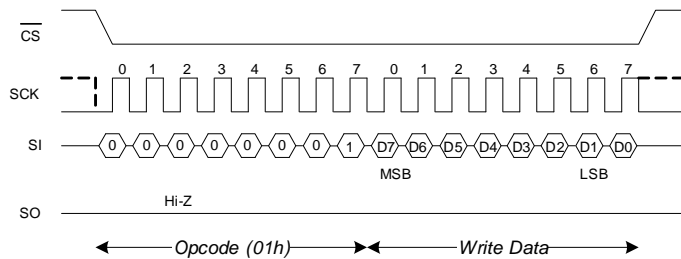 CS
0 1 2 3 4 5 6 7 0 1 2 3 4 5 6 7
SCK
SI 0 0 0 0 0 0 0 1 D7 D6 D5 D4 D3 D2 D1 D0
MSB LSB
Hi-Z
SO
Opcode (01h) Write Data